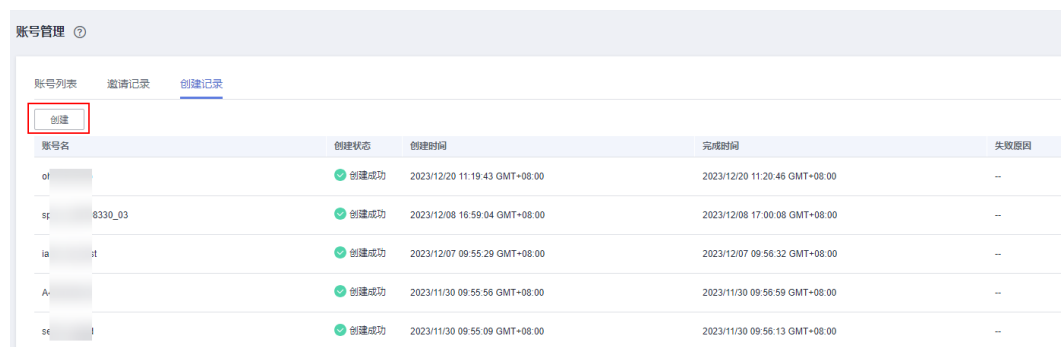 账号管理 ?
账号列表 邀请记录 创建记录
创建
账号名 创建状态 创建时间 完成时间 失败原因
创建成功 2023/12/20 11:19:43 GMT+08:00 2023/12/20 11:20:46 GMT+08:00 --
sp 8330_03 创建成功 2023/12/08 16:59:04 GMT+08:00 2023/12/08 17:00:08 GMT+08:00 --
ia st 创建成功 2023/12/07 09:55:29 GMT+08:00 2023/12/07 09:56:32 GMT+08:00 --
A- 创建成功 2023/11/30 09:55:56 GMT+08:00 2023/11/30 09:56:59 GMT+08:00 --
se 创建成功 2023/11/30 09:55:09 GMT+08:00 2023/11/30 09:56:13 GMT+08:00 --